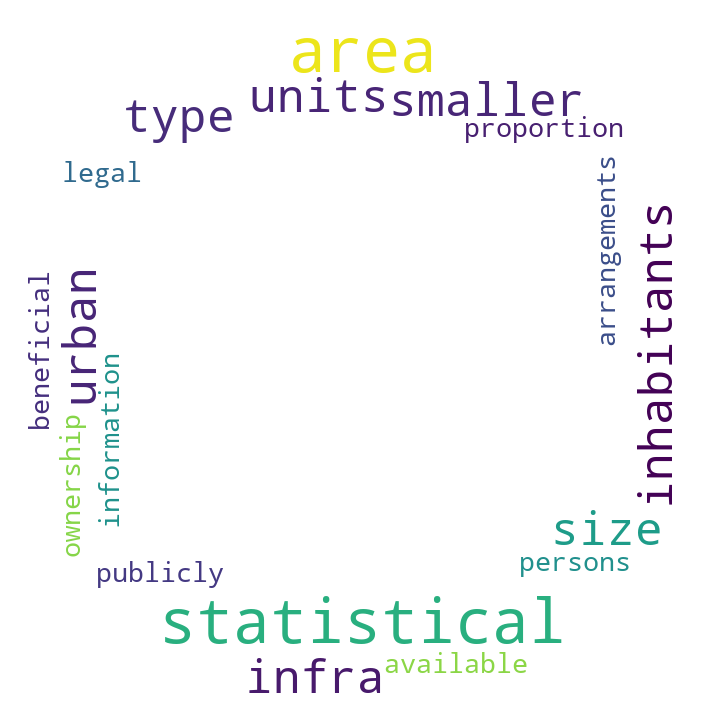 area
units
smaller
type
proportion
legal
arrangements
inhabitants
urban
beneficial
information
ownership
size
persons
publicly
statistical
infra
available